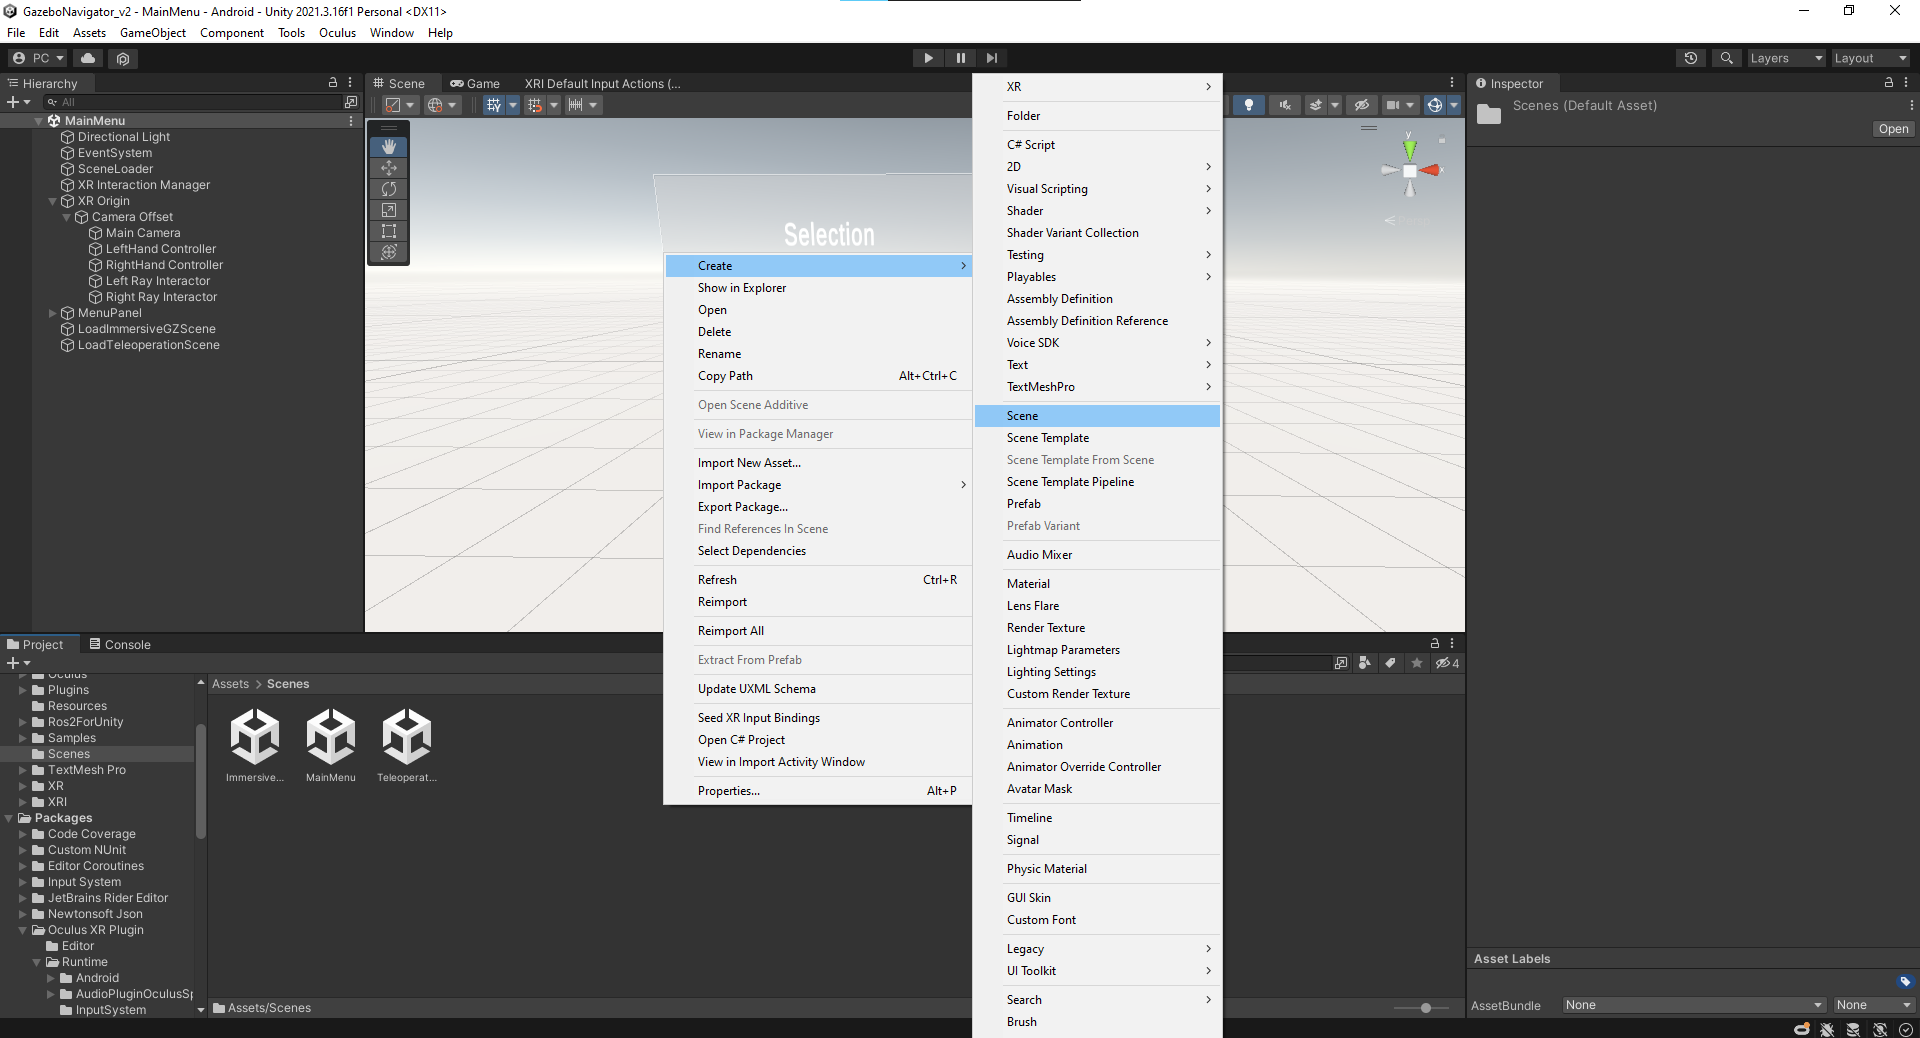 GazeboNavigator_v2 - MainMenu - Android - Unity 2021.3.16f1 Personal <DX11>
File Edit Assets GameObject Component Tools Oculus Window Help
PC
Layers
Layout
Hierarchy
All
MainMenu
Directional Light
EventSystem
SceneLoader
XR Interaction Manager
XR Origin
Camera Offset
Main Camera
LeftHand Controller
RightHand Controller
Left Ray Interactor
Right Ray Interactor
MenuPanel
LoadImmersiveGZScene
LoadTeleoperationScene
Scene
Game
XRI Default Input Actions (...
y
x
Selection
Create
Show in Explorer
Open
Delete
Rename
Copy Path Alt+Ctrl+C
Open Scene Additive
View in Package Manager
Import New Asset...
Import Package
Export Package...
Find References In Scene
Select Dependencies
Refresh Ctrl+R
Reimport
Reimport All
Extract From Prefab
Update UXML Schema
Seed XR Input Bindings
Open C# Project
View in Import Activity Window
Properties... Alt+P
XR
Folder
C# Script
2D
Visual Scripting
Shader
Shader Variant Collection
Testing
Playables
Assembly Definition
Assembly Definition Reference
Voice SDK
Text
TextMeshPro
Scene
Scene Template
Scene Template From Scene
Scene Template Pipeline
Prefab
Prefab Variant
Audio Mixer
Material
Lens Flare
Render Texture
Lightmap Parameters
Lighting Settings
Custom Render Texture
Animator Controller
Animation
Animator Override Controller
Avatar Mask
Timeline
Signal
Physic Material
GUI Skin
Custom Font
Legacy
UI Toolkit
Search
Brush
Inspector
Scenes (Default Asset)
Open
Project
Console
4
Oculus
Plugins
Resources
Ros2ForUnity
Samples
Scenes
TextMesh Pro
XR
XRI
Packages
Code Coverage
Custom NUnit
Editor Coroutines
Input System
JetBrains Rider Editor
Newtonsoft Json
Oculus XR Plugin
Editor
Runtime
Android
AudioPluginOculusSp
InputSystem
Assets > Scenes
Immersive...
MainMenu
Teleoperat...
Assets/Scenes
Asset Labels
AssetBundle None None